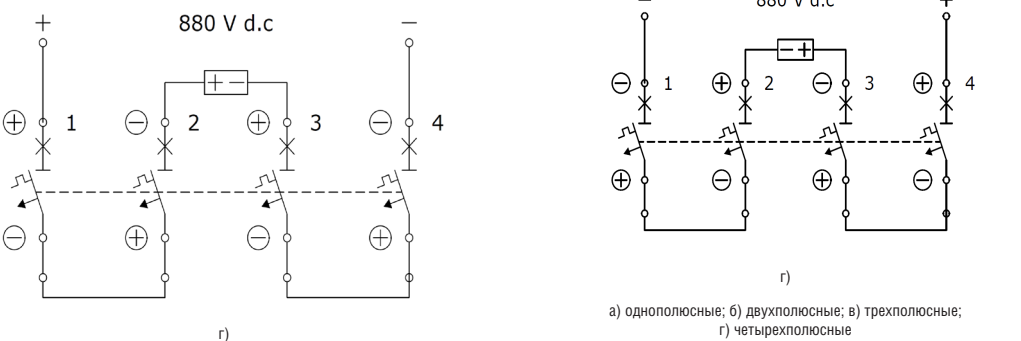 + 880 V d.c −
+ −
+ 1 − 2 + 3 − 4
− + − +
г)
− 880 V d.c +
− +
− 1 + 2 − 3 + 4
+ − + −
г)
а) однополюсные; б) двухполюсные; в) трехполюсные;
г) четырехполюсные